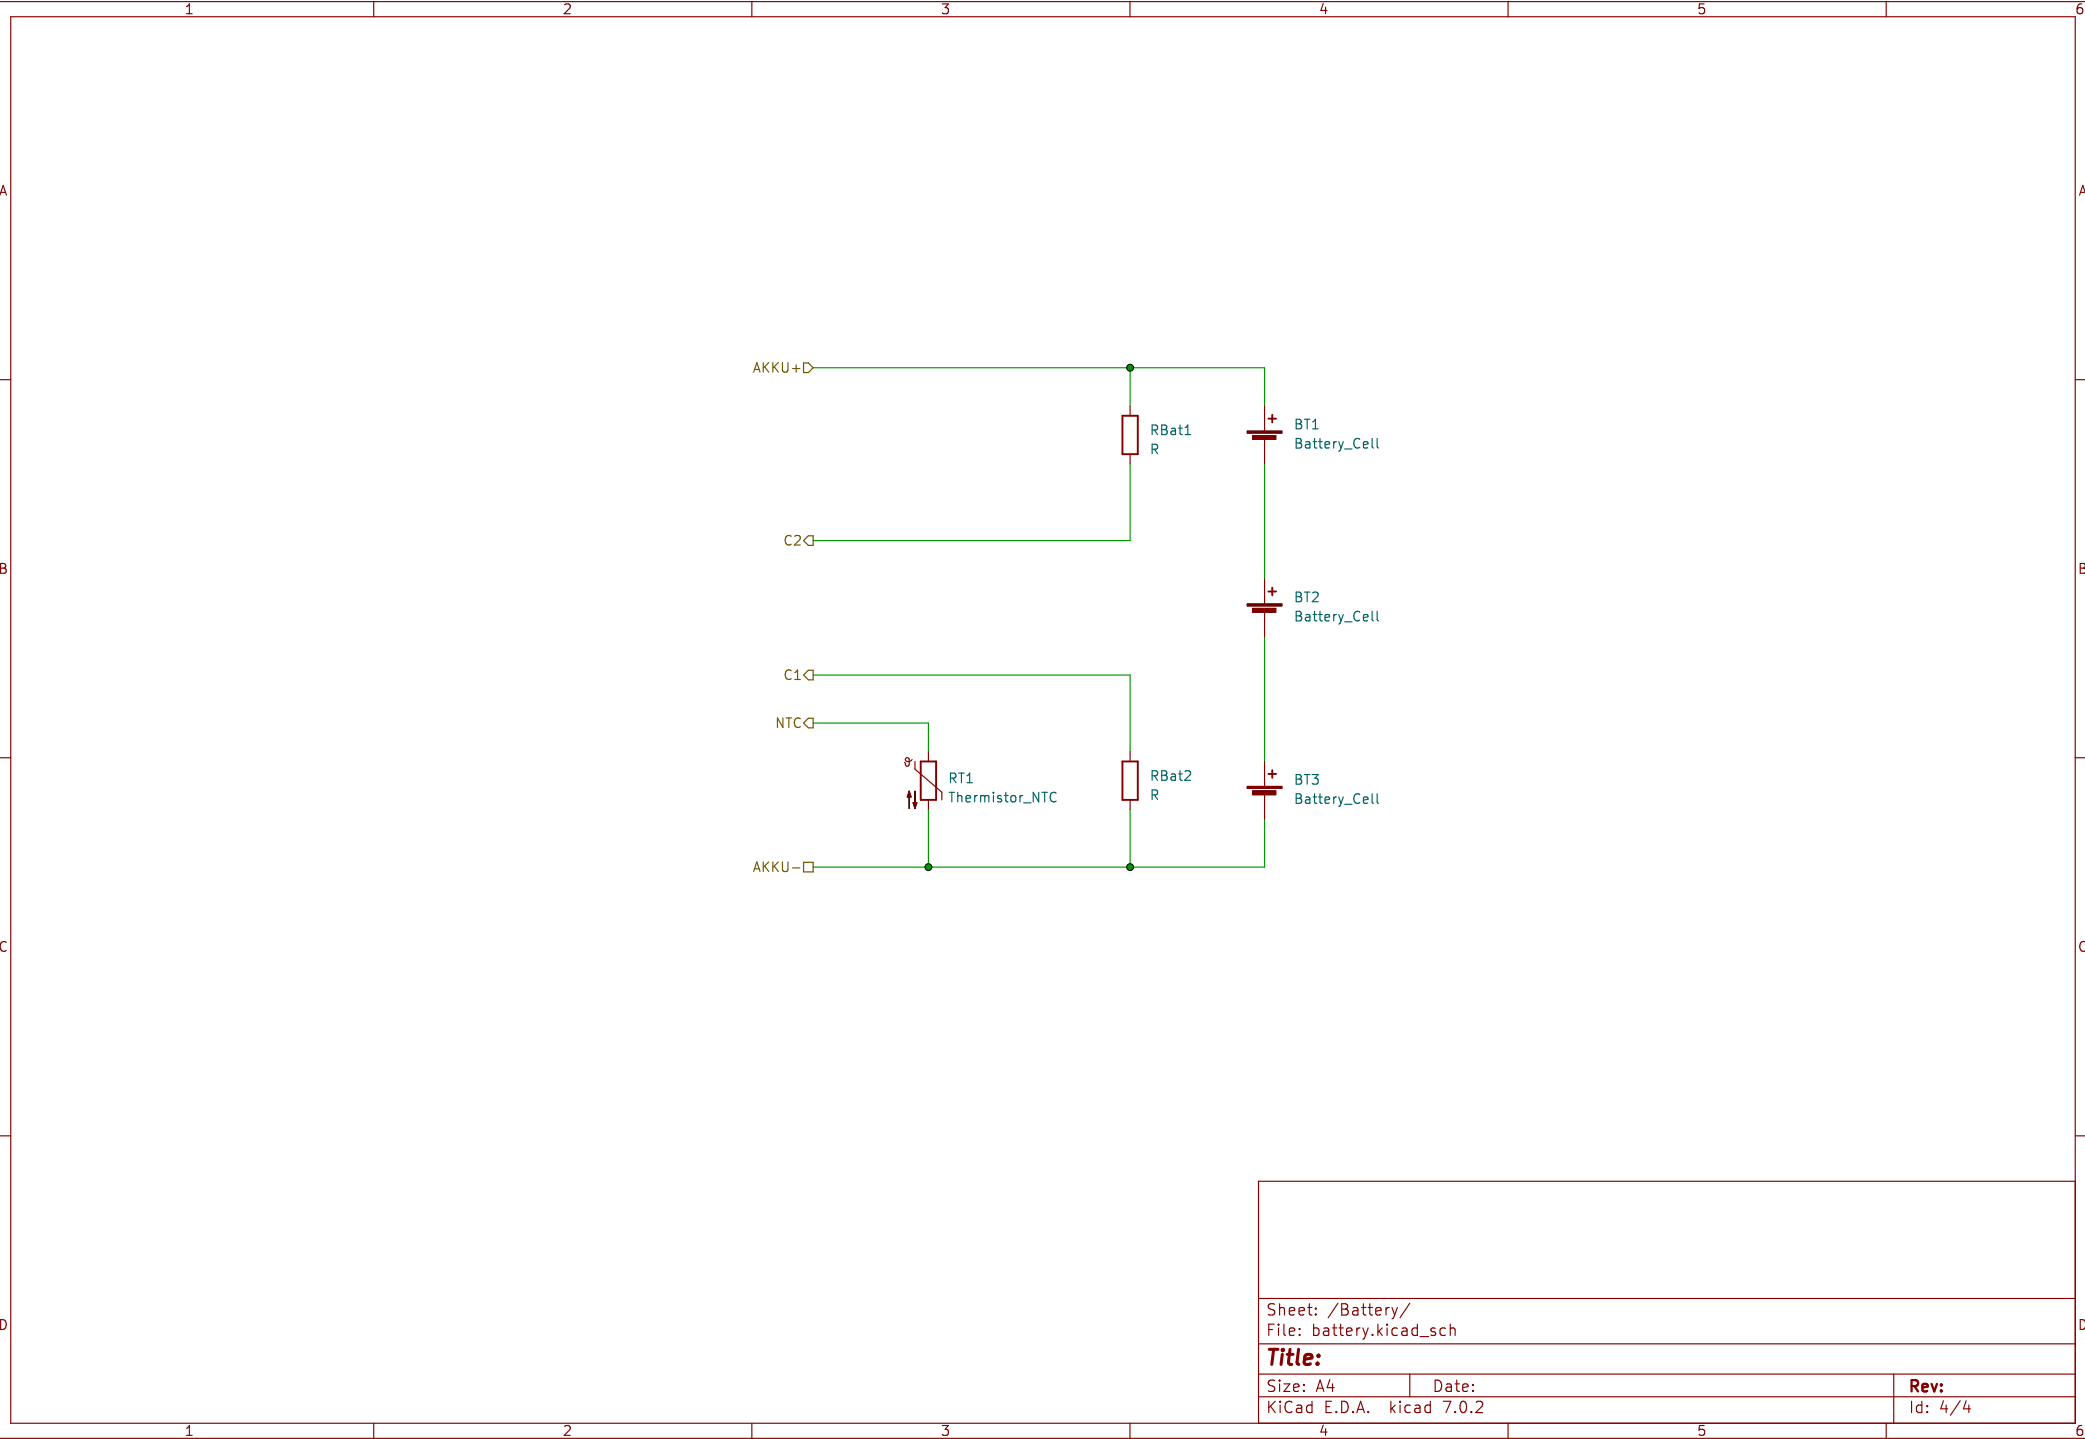 1 2 3 4 5 6
A A
AKKU+
BT1
RBat1
Battery_Cell
R
C2
B B
BT2
Battery_Cell
C1
NTC
ϑ
RT1
RBat2
BT3
Thermistor_NTC
R
Battery_Cell
AKKU-
C C
Sheet: /Battery/
D D
File: battery.kicad_sch
Title:
Size: A4 Date: Rev:
KiCad E.D.A. kicad 7.0.2 Id: 4/4
1 2 3 4 5 6